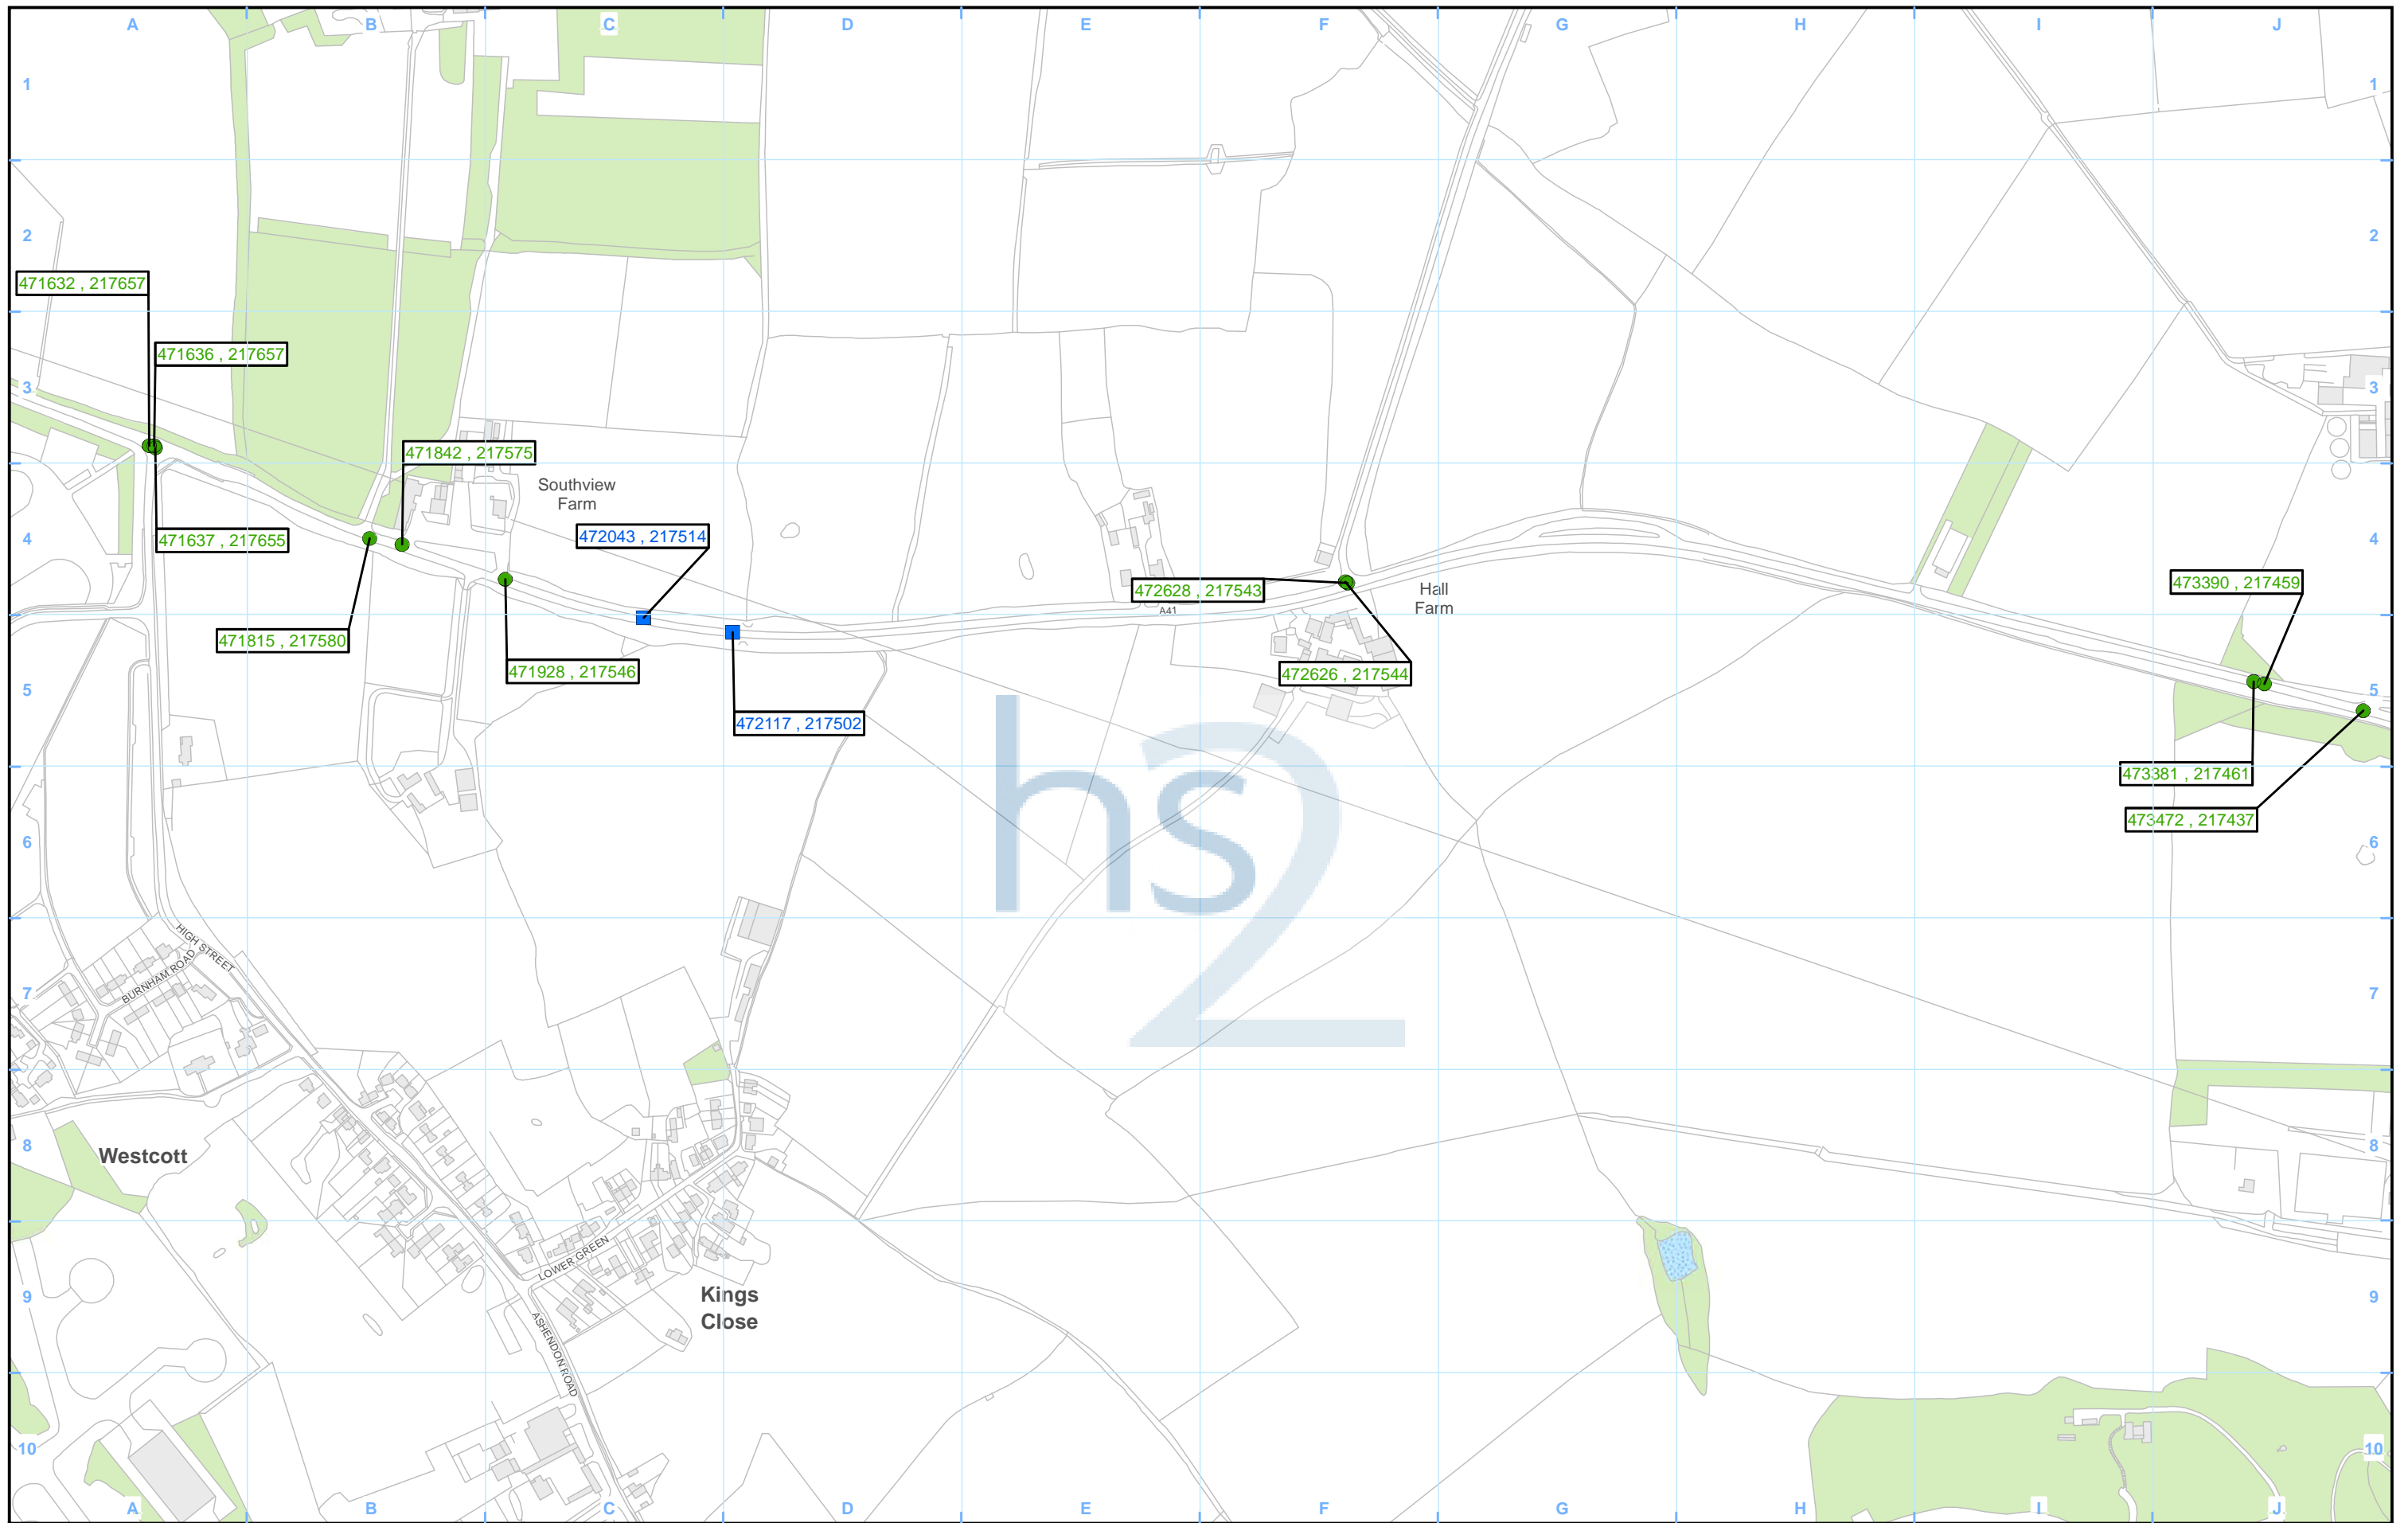 A B C D E F G H I J
1 1
2 2
471632 , 217657
471636 , 217657
3 3
471842 , 217575
Southview
Farm
472043 , 217514
4 4
471637 , 217655
473390 , 217459
472628 , 217543
Hall
Farm
A41
471815 , 217580
471928 , 217546
472626 , 217544
5 5
472117 , 217502
473381 , 217461
473472 , 217437
hs2
6 6
HIGH STREET
BURNHAM ROAD
7 7
Westcott
8 8
LOWER GREEN
Kings
Close
9 9
ASHENDON ROAD
10 10
A B C D E F G H I J